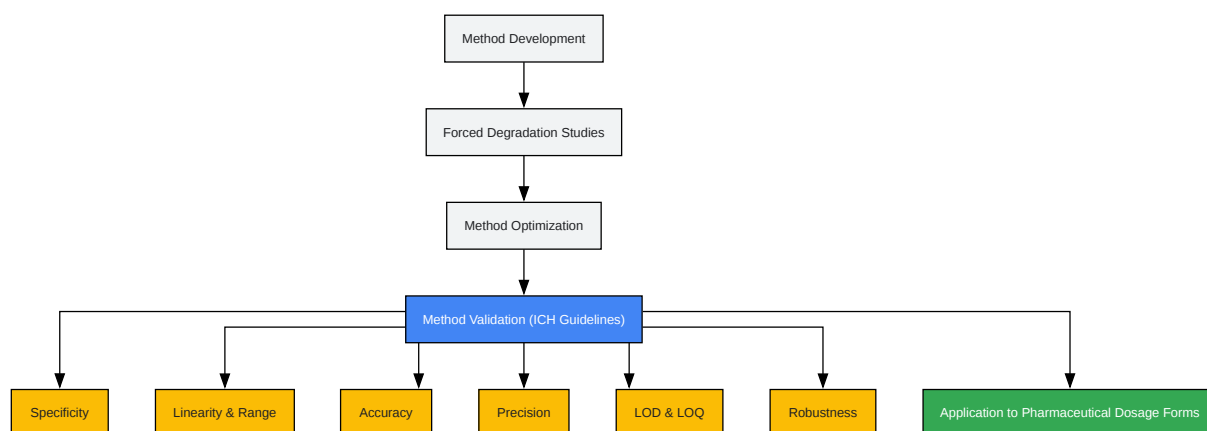 Method Development
Forced Degradation Studies
Method Optimization
Method Validation (ICH Guidelines)
Specificity
Linearity & Range
Accuracy
Precision
LOD & LOQ
Robustness
Application to Pharmaceutical Dosage Forms